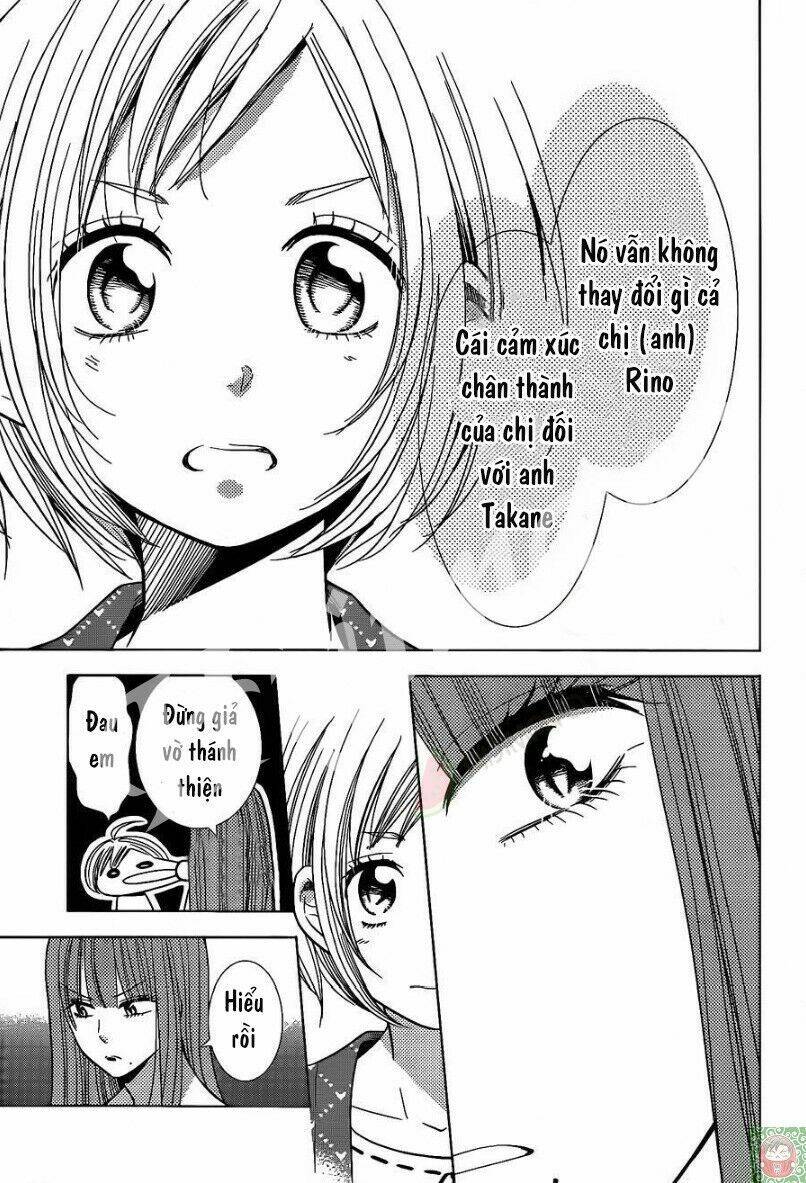 Nó vẫn không
thay đổi gì cả
chị (anh)
Rino
Cái cảm xúc
chân thành
của chị đối
với anh
Takane
Đừng giả
vờ thánh
thiện
Đau
em
Hiểu
rồi